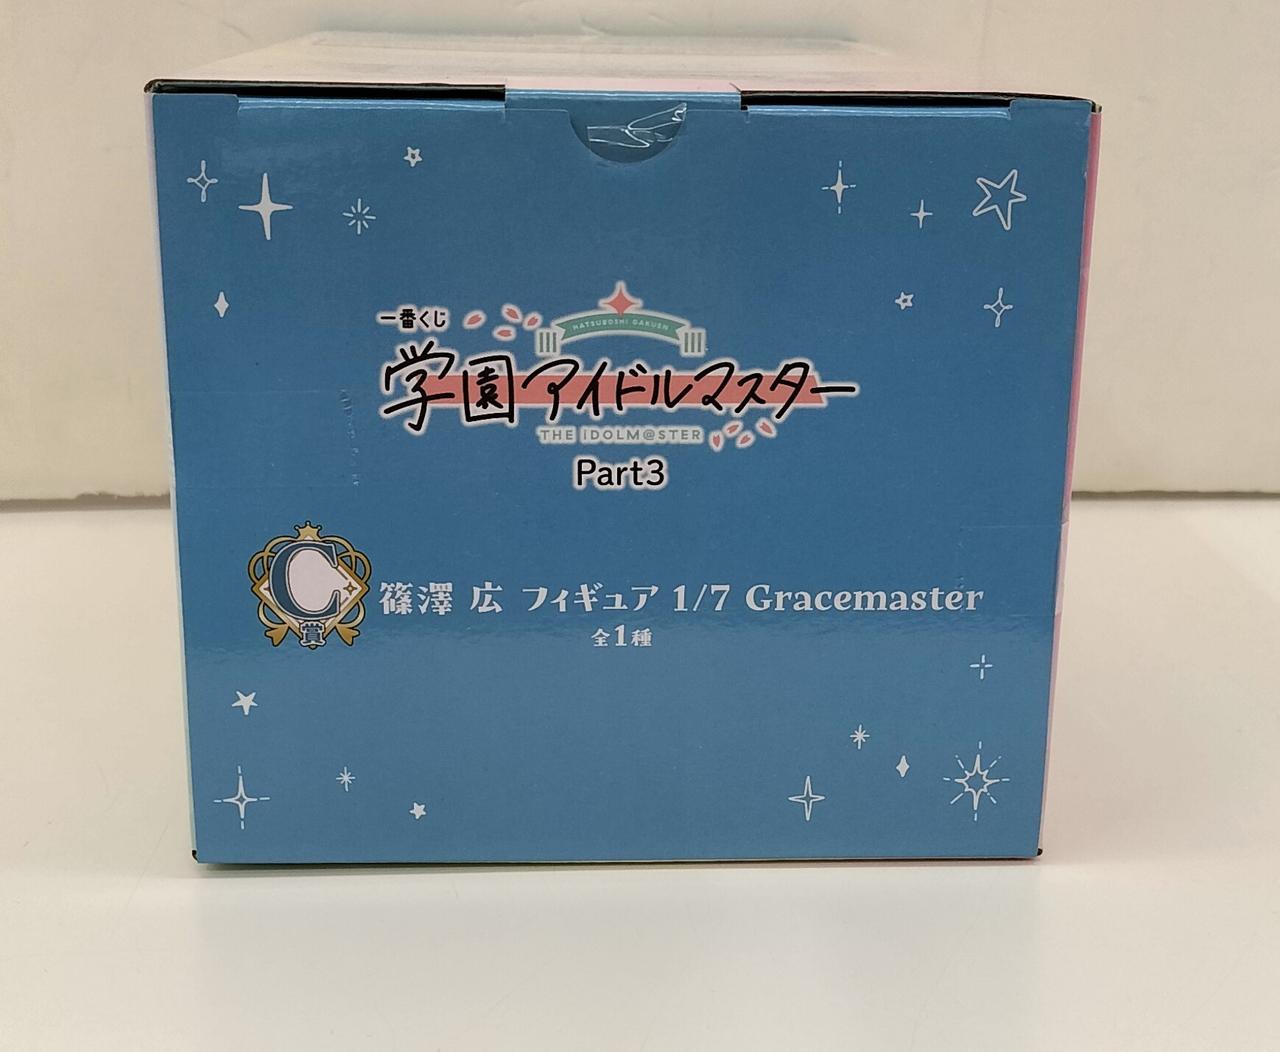 一番くじ
HATSUBOSHI GAKUEN
学園アイドルマスター
THE IDOLM@STER
Part3
C賞
篠澤 広 フィギュア 1/7 Gracemaster
全1種